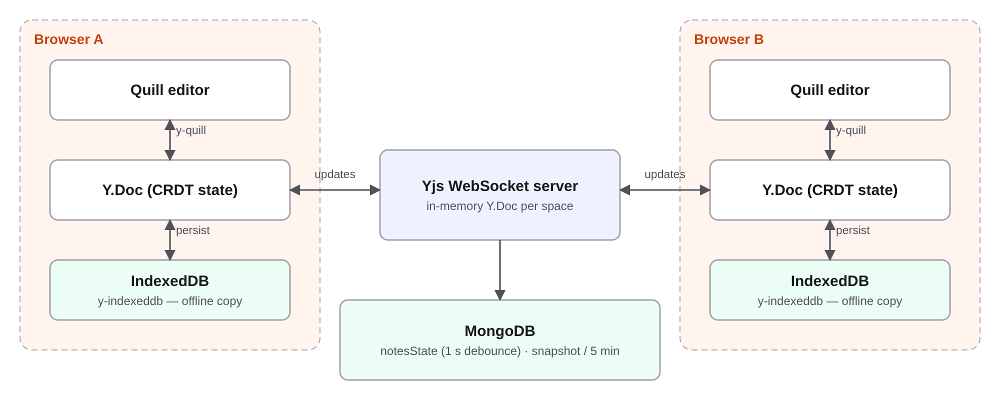 Browser A
Quill editor
y-quill
Y.Doc (CRDT state)
persist
IndexedDB
y-indexeddb — offline copy
updates
Yjs WebSocket server
in-memory Y.Doc per space
MongoDB
notesState (1 s debounce) · snapshot / 5 min
updates
Browser B
Quill editor
y-quill
Y.Doc (CRDT state)
persist
IndexedDB
y-indexeddb — offline copy